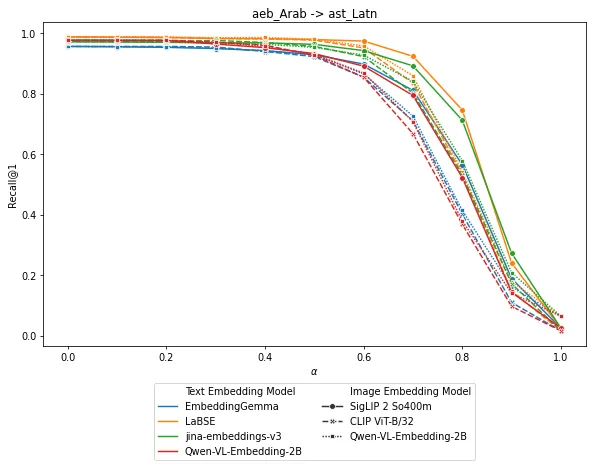 aeb_Arab -> ast_Latn
Recall@1
1.0
0.8
0.6
0.4
0.2
0.0
0.0 0.2 0.4 0.6 0.8 1.0
α
Text Embedding Model
EmbeddingGemma
LaBSE
jina-embeddings-v3
Qwen-VL-Embedding-2B
Image Embedding Model
SigLIP 2 So400m
CLIP ViT-B/32
Qwen-VL-Embedding-2B